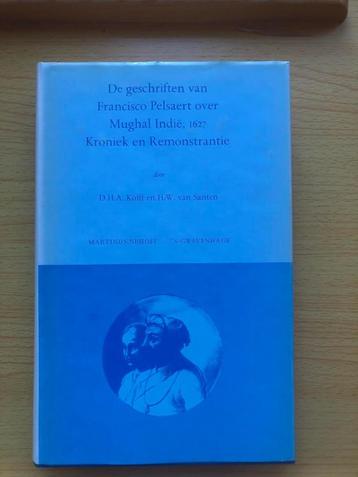 De geschriften van
Francisco Pelsaert over
Mughal Indië, 1627
Kroniek en Remonstrantie
door
D.H.A. Kolff en H.W. van Santen
MARTINUS NIJHOFF 'S-GRAVENHAGE